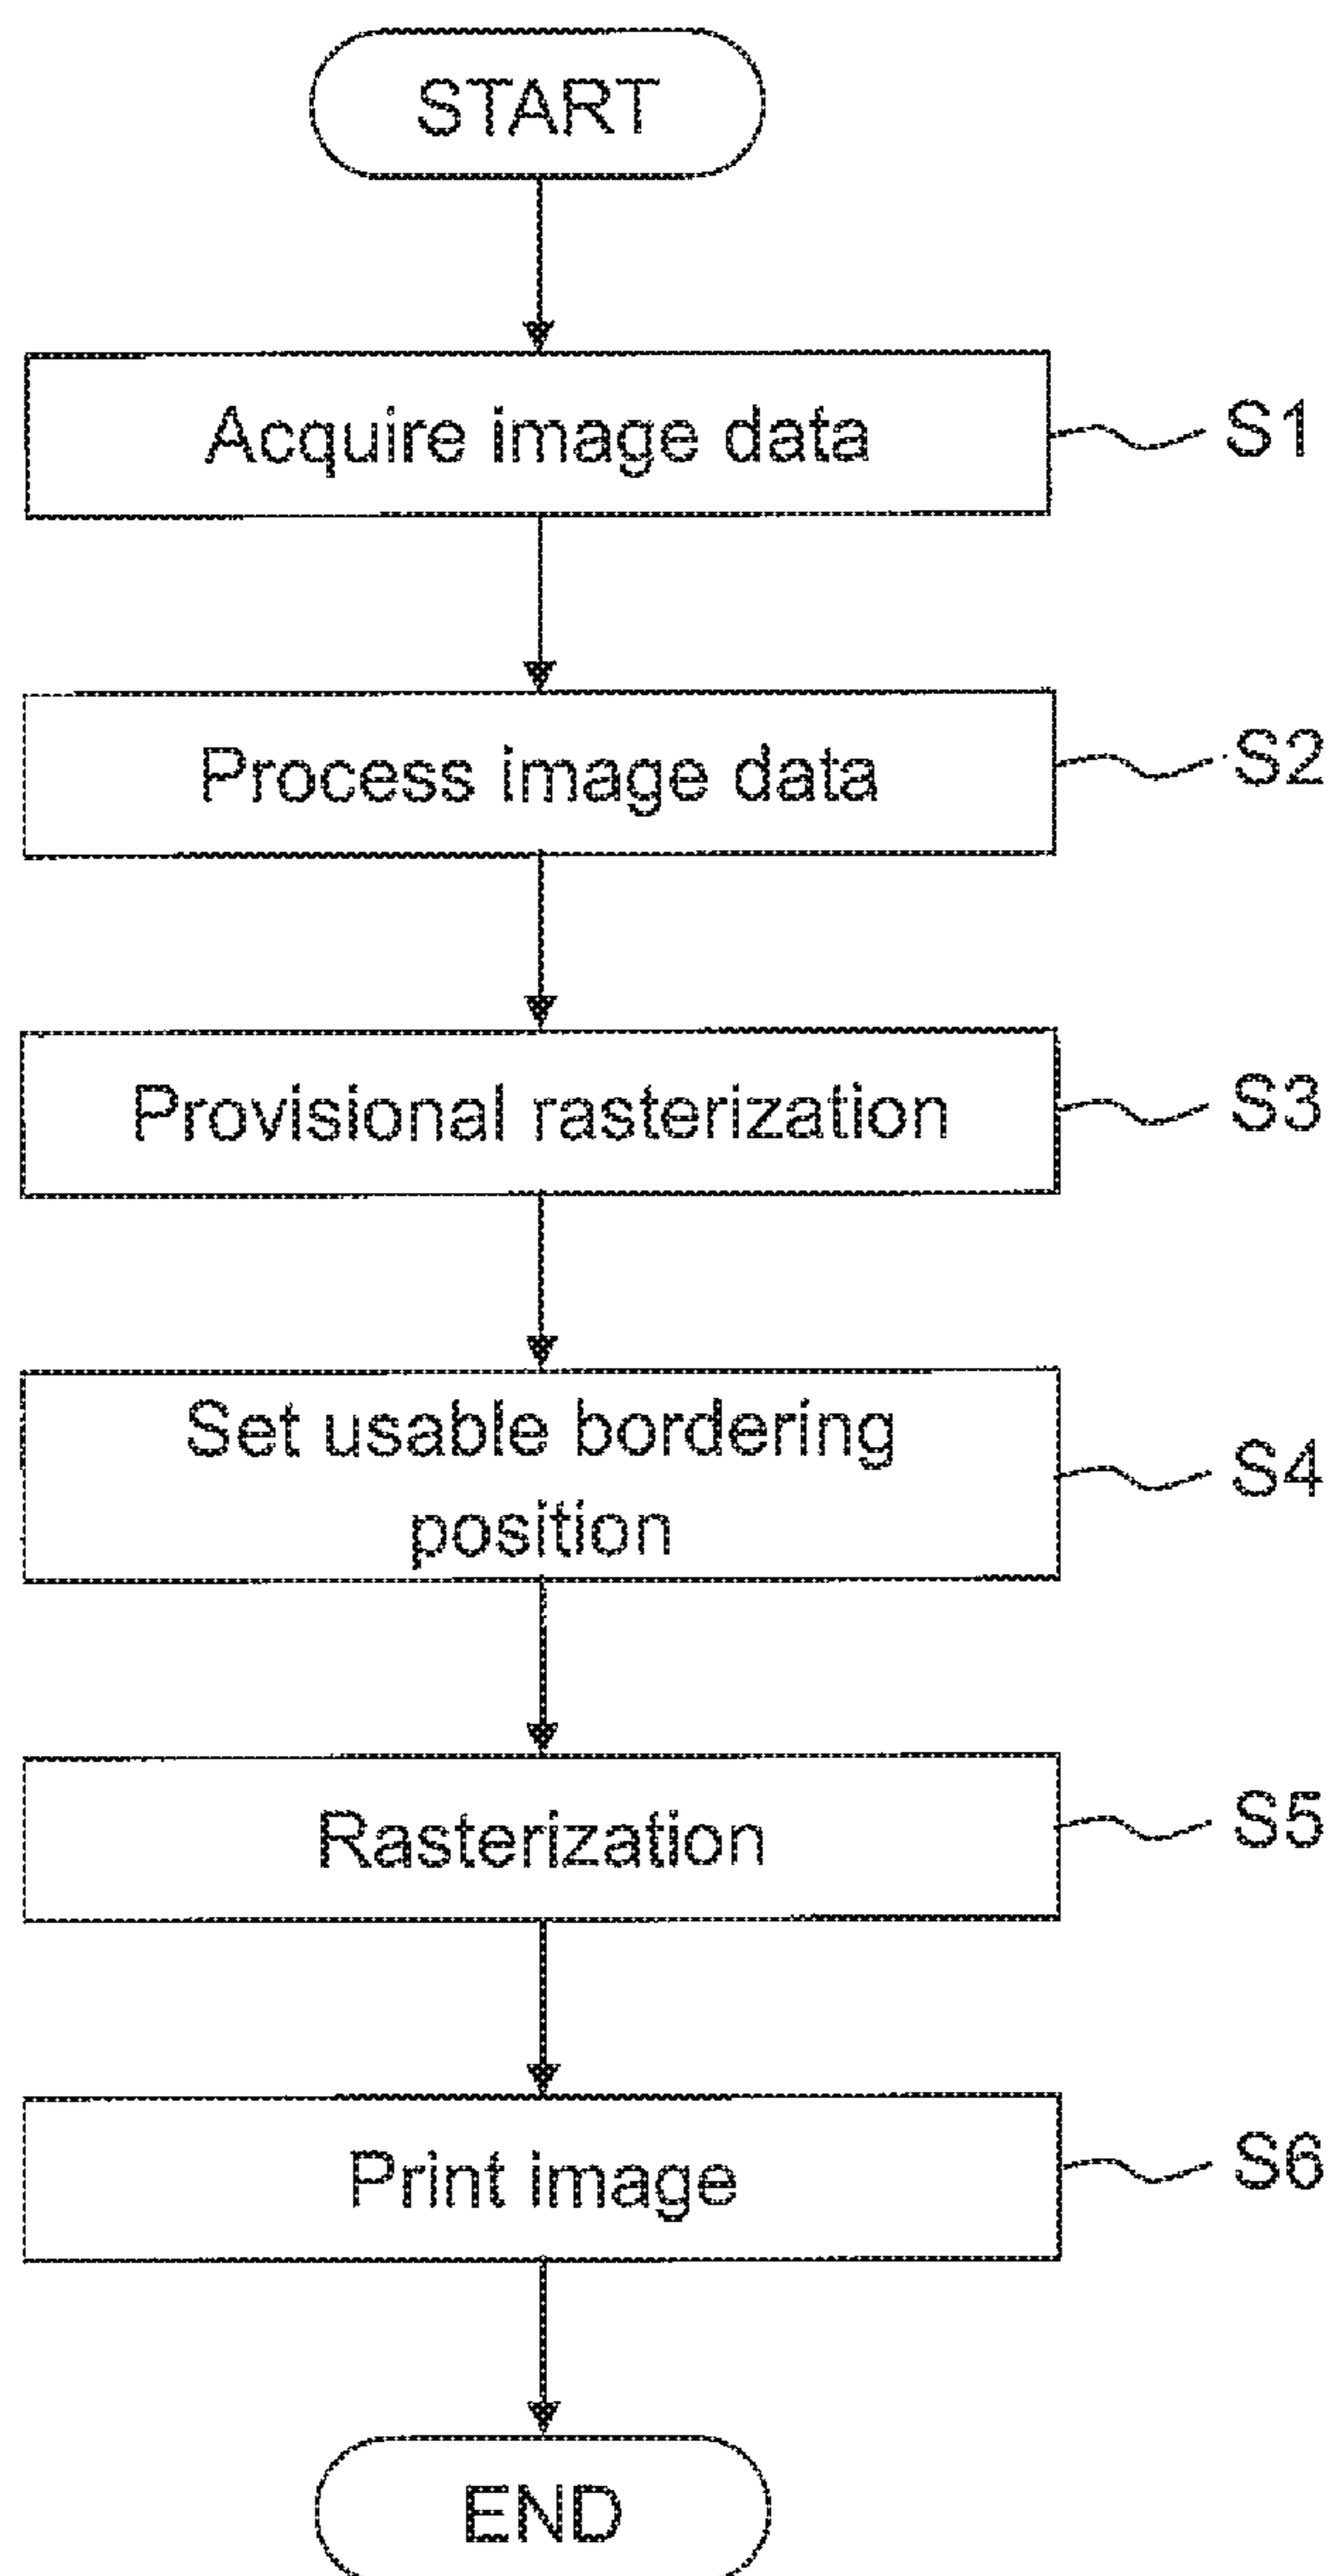 START
Acquire image data
S1
Process image data
S2
Provisional rasterization
S3
Set usable bordering
position
S4
Rasterization
S5
Print image
S6
END